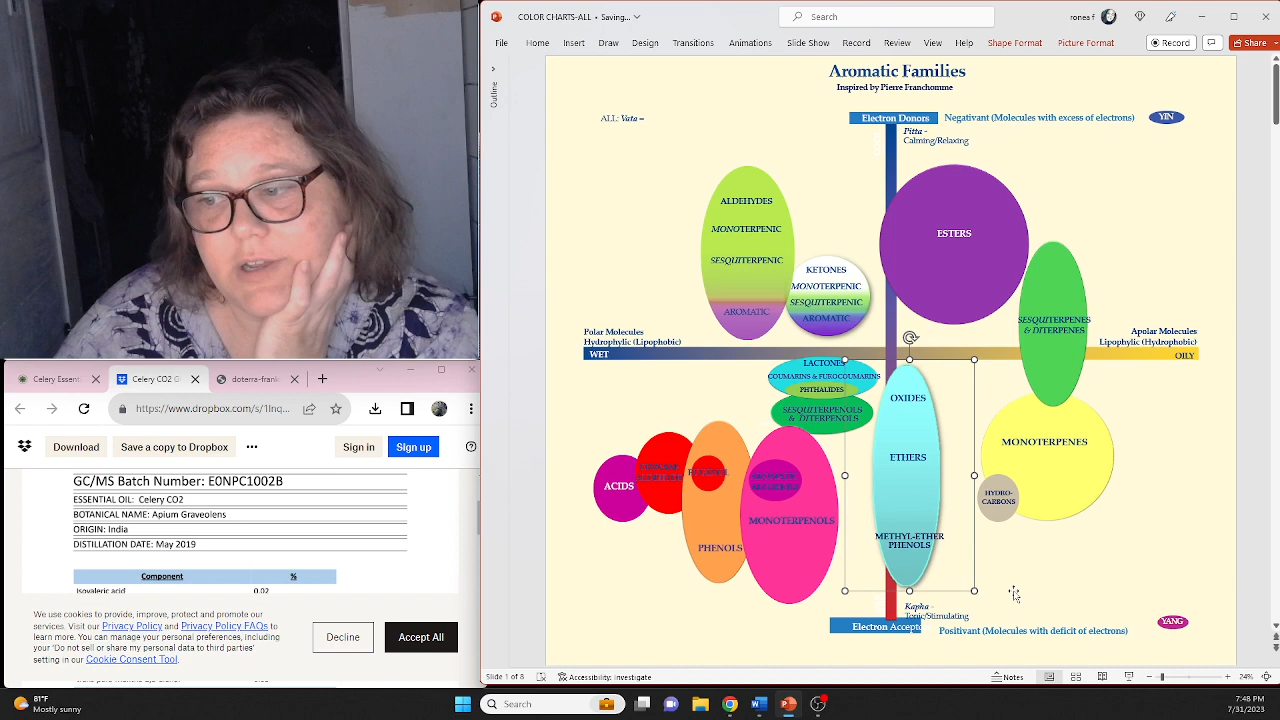 COLOR CHARTS-ALL • Saving...
Search
ronea f
File Home Insert Draw Design Transitions Animations Slide Show Record Review View Help Shape Format Picture Format
Record
Share
Outline
Aromatic Families
Inspired by Pierre Franchomme
ALL: Vata =
Electron Donors
Negativant (Molecules with excess of electrons)
YIN
Pitta -
Calming/Relaxing
ALDEHYDES
MONOTERPENIC
SESQUITERPENIC
AROMATIC
KETONES
MONOTERPENIC
SESQUITERPENIC
AROMATIC
ESTERS
SESQUITERPENES
& DITERPENES
Polar Molecules
Hydrophylic (Lipophobic)
WET
Apolar Molecules
Lipophylic (Hydrophobic)
OILY
LACTONES
COUMARINS & FUROCOUMARINS
PHTHALIDES
SESQUITERPENOLS
& DITERPENOLS
OXIDES
ETHERS
METHYL-ETHER
PHENOLS
MONOTERPENES
HYDRO-
CARBONS
ACIDS
PHENOLS
MONOTERPENOLS
Kapha -
Tonic/Stimulating
Electron Accepto
Positivant (Molecules with deficit of electrons)
YANG
Slide 1 of 8
Accessibility: Investigate
Notes
24%
Celery Essent
Celery CO2 G
doterra-frank
https://www.dropbox.com/s/1lnq...
Download
Save a copy to Dropbox
...
Sign in
Sign up
GC/MS Batch Number: E0NPC1002B
ESSENTIAL OIL: Celery CO2
BOTANICAL NAME: Apium Graveolens
ORIGIN: India
DISTILLATION DATE: May 2019
Component %
Isovaleric acid 0.02
We use cookies to provide, improve, protect and promote our
services. Visit our Privacy Policy and Privacy Policy FAQs to
learn more. You can manage your personal preferences, including
your 'Do not sell or share my personal data to third parties'
setting in our Cookie Consent Tool.
Decline
Accept All
81°F
Mostly sunny
Search
7:48 PM
7/31/2023